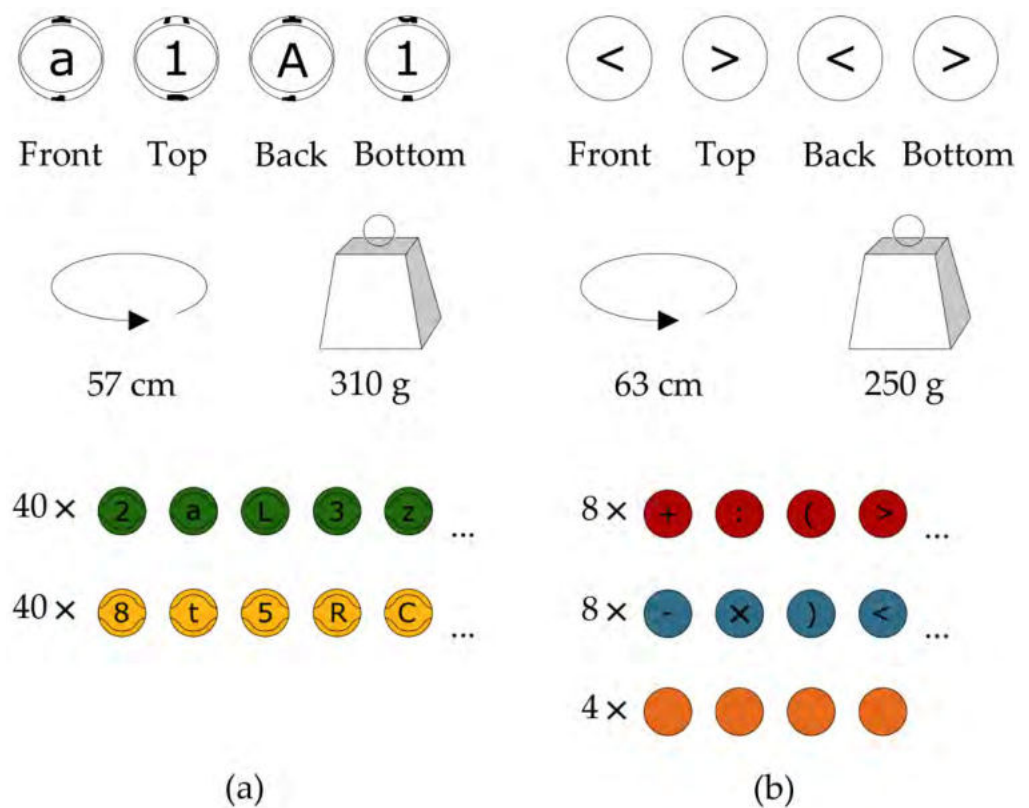 a 1 A 1
Front Top Back Bottom
57 cm 310 g
40 × 2 a L 3 z ...
40 × 8 t 5 R C ...
(a)
< > < >
Front Top Back Bottom
63 cm 250 g
8 × + : ( > ...
8 × - × ) < ...
4 ×
(b)